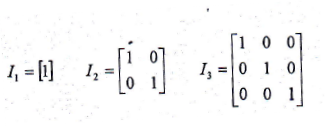 I₁ = [1]   I₂ = [1 0; 0 1]   I₃ = [1 0 0; 0 1 0; 0 0 1]